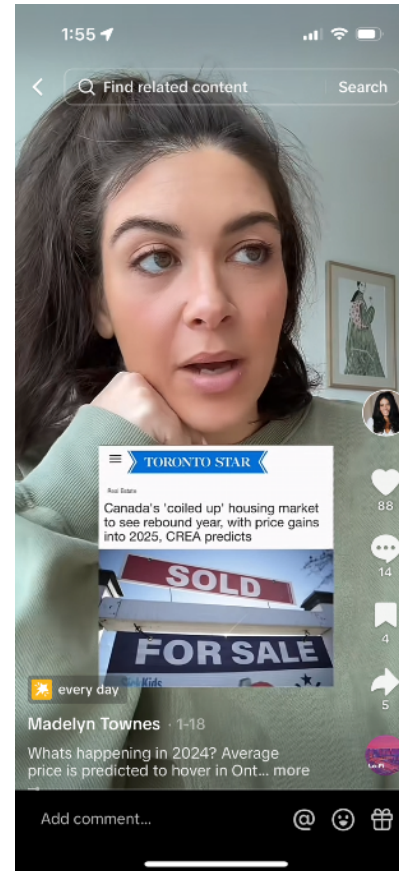 1:55
Find related content
Search
TORONTO STAR
Real Estate
Canada's 'coiled up' housing market
to see rebound year, with price gains
into 2025, CREA predicts
SOLD
FOR SALE
Kids
88
14
4
5
every day
Madelyn Townes · 1-18
Whats happening in 2024? Average
price is predicted to hover in Ont... more
Add comment...
@